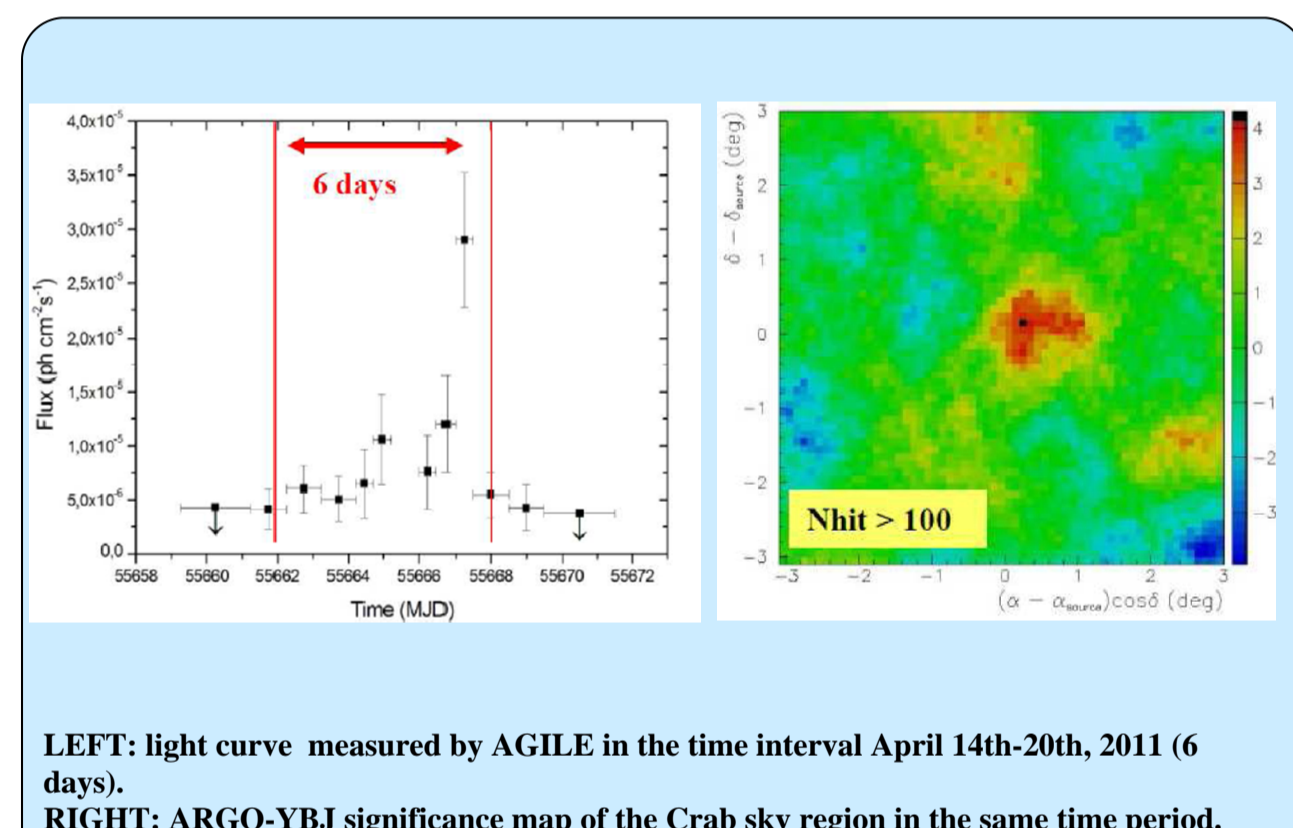 4,0x10⁻⁵
3,5x10⁻⁵
3,0x10⁻⁵
2,5x10⁻⁵
2,0x10⁻⁵
1,5x10⁻⁵
1,0x10⁻⁵
5,0x10⁻⁶
0,0
Flux (ph cm⁻²s⁻¹)
6 days
55658 55660 55662 55664 55666 55668 55670 55672
Time (MJD)
δ − δsource (deg)
3
2
1
0
−1
−2
−3
Nhit > 100
−3 −2 −1 0 1 2 3
(α − αsource)cosδ (deg)
4
3
2
1
0
−1
−2
−3
LEFT: light curve measured by AGILE in the time interval April 14th-20th, 2011 (6
days).
RIGHT: ARGO-YBJ significance map of the Crab sky region in the same time period.